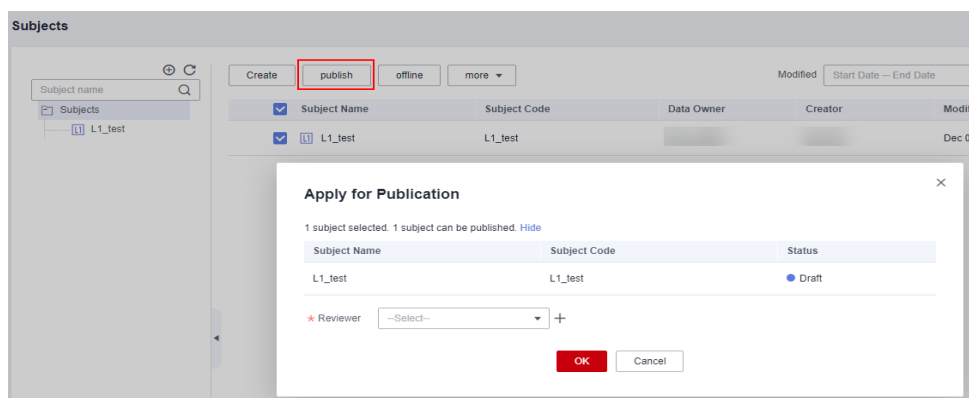 Subjects
Subject name
Subjects
L1 L1_test
Create publish offline more Modified Start Date — End Date
Subject Name Subject Code Data Owner Creator
L1 L1_test L1_test Dec
Apply for Publication
1 subject selected. 1 subject can be published. Hide
Subject Name Subject Code Status
L1_test L1_test Draft
* Reviewer --Select--
OK Cancel